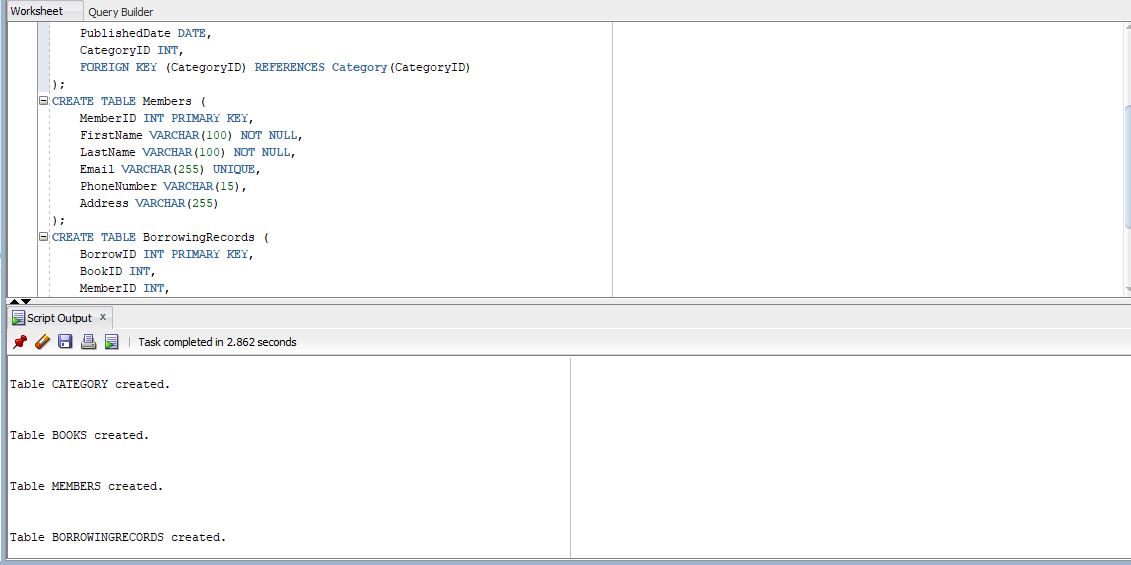 Worksheet Query Builder
PublishedDate DATE,
CategoryID INT,
FOREIGN KEY (CategoryID) REFERENCES Category(CategoryID)
);
CREATE TABLE Members (
MemberID INT PRIMARY KEY,
FirstName VARCHAR(100) NOT NULL,
LastName VARCHAR(100) NOT NULL,
Email VARCHAR(255) UNIQUE,
PhoneNumber VARCHAR(15),
Address VARCHAR(255)
);
CREATE TABLE BorrowingRecords (
BorrowID INT PRIMARY KEY,
BookID INT,
MemberID INT,
Script Output x
Task completed in 2.862 seconds
Table CATEGORY created.
Table BOOKS created.
Table MEMBERS created.
Table BORROWINGRECORDS created.